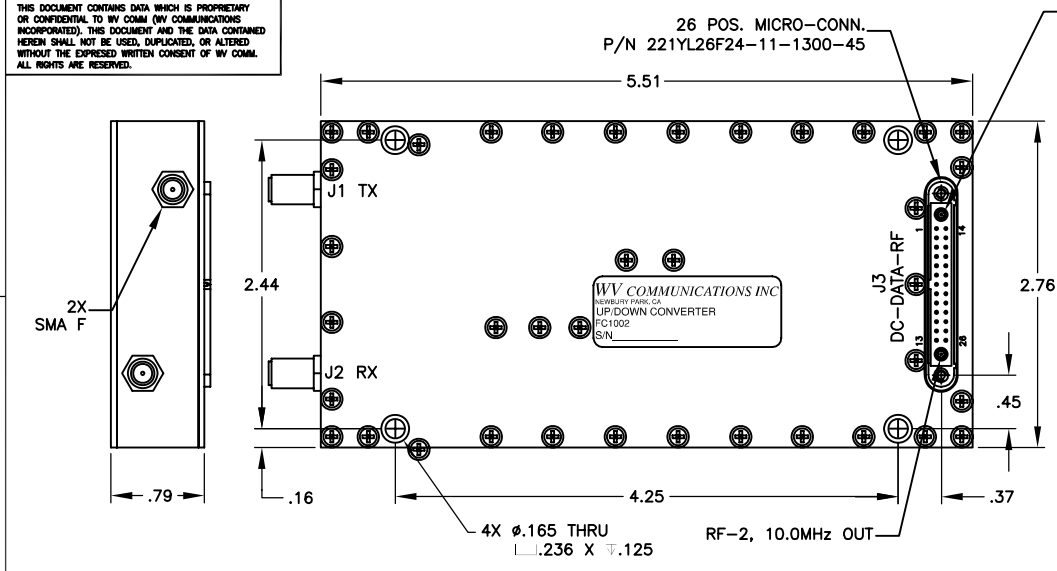 THIS DOCUMENT CONTAINS DATA WHICH IS PROPRIETARY
OR CONFIDENTIAL TO WV COMM (WV COMMUNICATIONS
INCORPORATED). THIS DOCUMENT AND THE DATA CONTAINED
HEREIN SHALL NOT BE USED, DUPLICATED, OR ALTERED
WITHOUT THE EXPRESED WRITTEN CONSENT OF WV COMM.
ALL RIGHTS ARE RESERVED.
26 POS. MICRO-CONN.
P/N 221YL26F24-11-1300-45
5.51
J1 TX
1
14
2.44
J3
DC-DATA-RF
2.76
WV COMMUNICATIONS INC
NEWBURY PARK, CA
UP/DOWN CONVERTER
FC1002
S/N
2X
SMA F
13
26
J2 RX
.45
.79
.16
4.25
.37
4X ø.165 THRU
⌴.236 X ↧.125
RF-2, 10.0MHz OUT